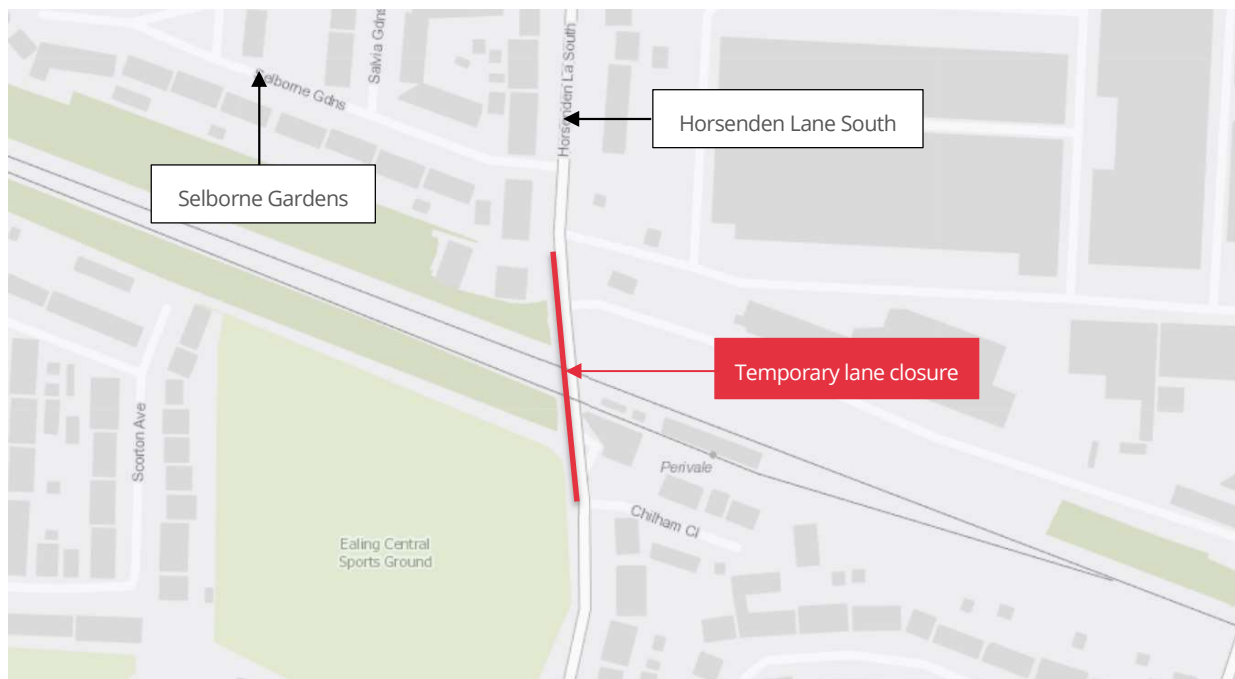 Salvia Gdns
Selborne Gdns
Horsenden La South
Horsenden Lane South
Selborne Gardens
Temporary lane closure
Scorton Ave
Perivale
Chilham Cl
Ealing Central
Sports Ground